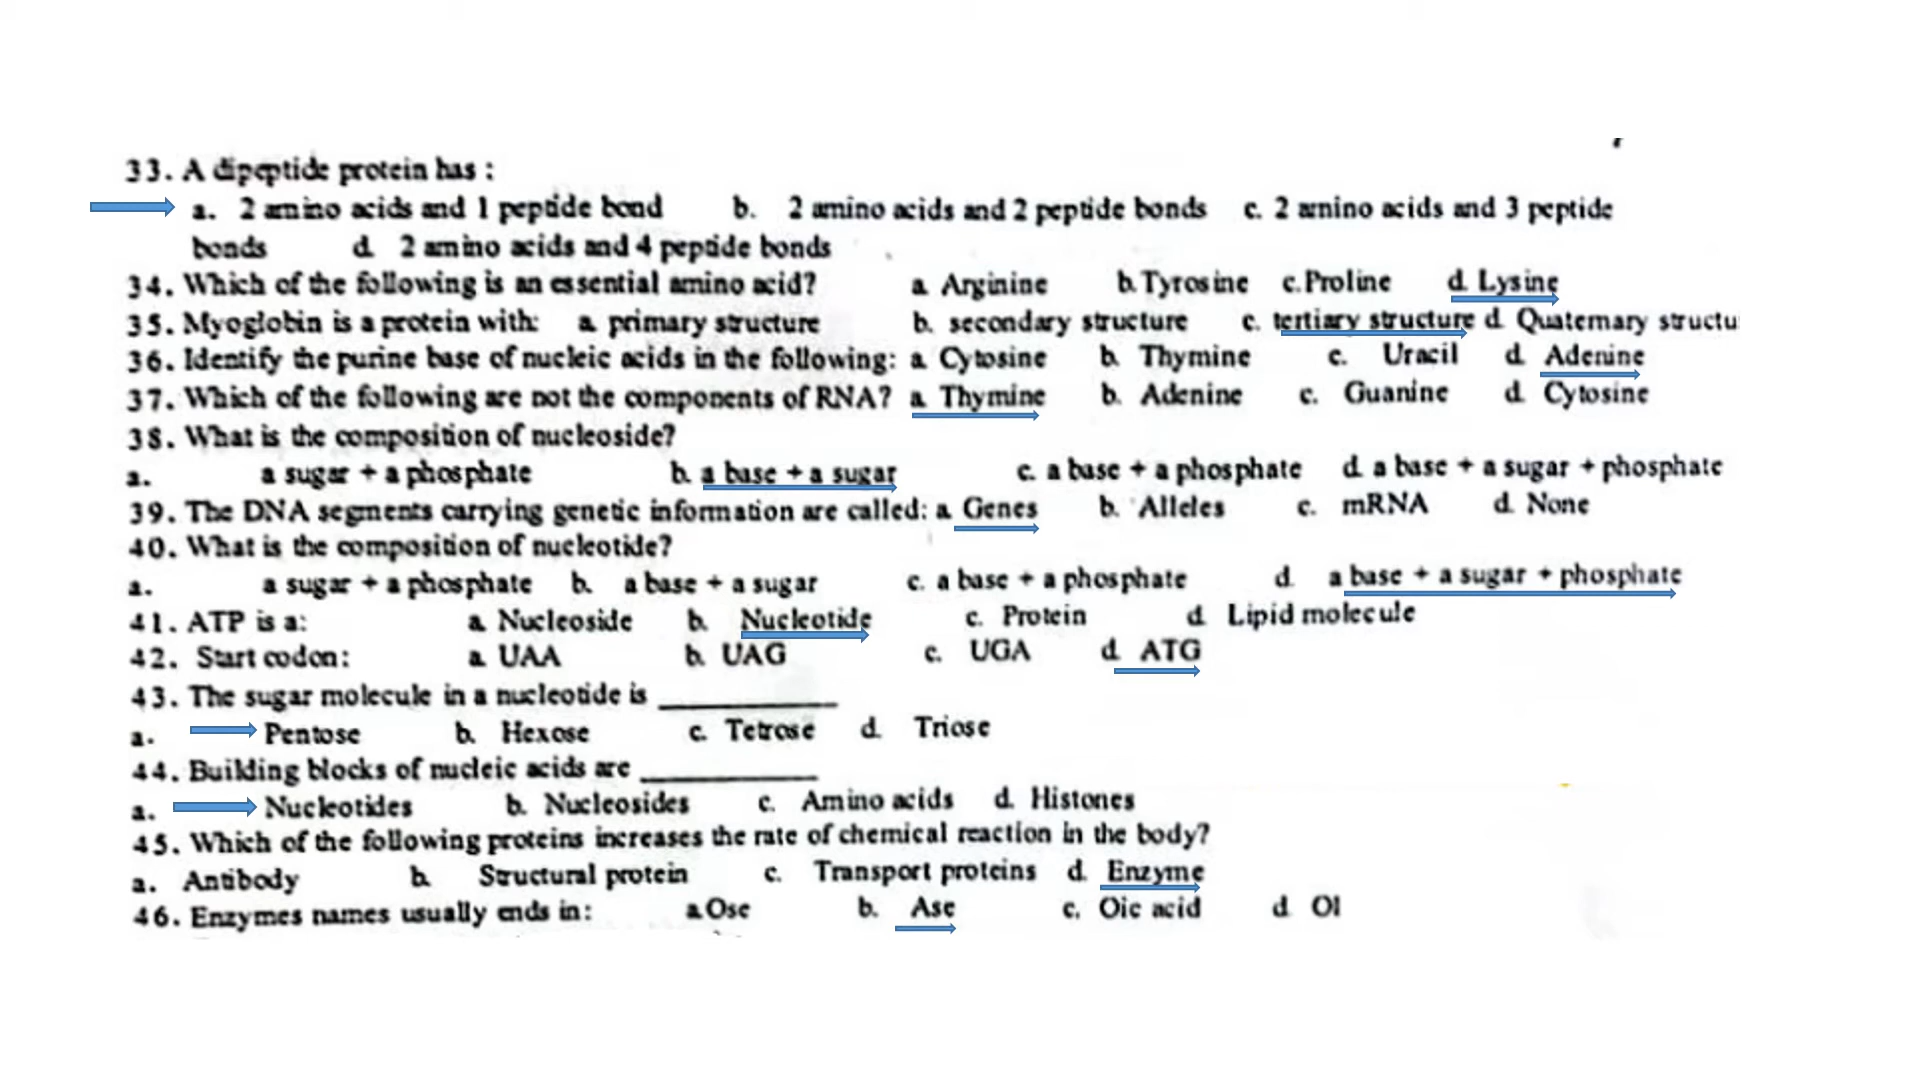 33. A dipeptide protein has :
a. 2 amino acids and 1 peptide bond b. 2 amino acids and 2 peptide bonds c. 2 amino acids and 3 peptide
bonds d. 2 amino acids and 4 peptide bonds
34. Which of the following is an essential amino acid? a. Arginine b. Tyrosine c. Proline d. Lysine
35. Myoglobin is a protein with: a. primary structure b. secondary structure c. tertiary structure d. Quaternary structu
36. Identify the purine base of nucleic acids in the following: a. Cytosine b. Thymine c. Uracil d. Adenine
37. Which of the following are not the components of RNA? a. Thymine b. Adenine c. Guanine d. Cytosine
38. What is the composition of nucleoside?
a. a sugar + a phosphate b. a base + a sugar c. a base + a phosphate d. a base + a sugar + phosphate
39. The DNA segments carrying genetic information are called: a. Genes b. Alleles c. mRNA d. None
40. What is the composition of nucleotide?
a. a sugar + a phosphate b. a base + a sugar c. a base + a phosphate d. a base + a sugar + phosphate
41. ATP is a: a. Nucleoside b. Nucleotide c. Protein d. Lipid molecule
42. Start codon: a. UAA b. UAG c. UGA d. ATG
43. The sugar molecule in a nucleotide is ____________
a. Pentose b. Hexose c. Tetrose d. Triose
44. Building blocks of nucleic acids are ____________
a. Nucleotides b. Nucleosides c. Amino acids d. Histones
45. Which of the following proteins increases the rate of chemical reaction in the body?
a. Antibody b. Structural protein c. Transport proteins d. Enzyme
46. Enzymes names usually ends in: a. Ose b. Ase c. Oic acid d. Ol